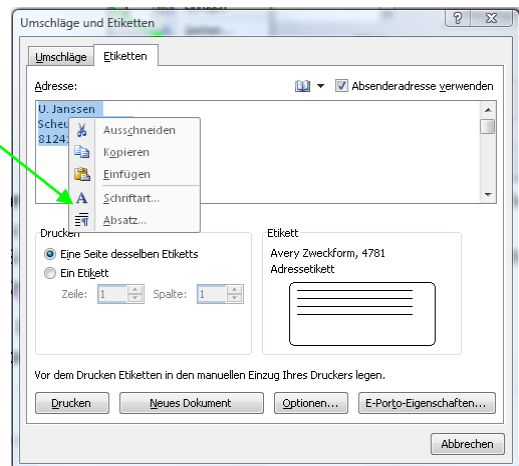 Umschläge und Etiketten
Umschläge Etiketten
Adresse: Absenderadresse verwenden
U. Janssen
Ausschneiden
Kopieren
Einfügen
Schriftart...
Absatz...
Drucken
Eine Seite desselben Etiketts
Ein Etikett
Zeile: 1 Spalte: 1
Etikett
Avery Zweckform, 4781
Adressetikett
Vor dem Drucken Etiketten in den manuellen Einzug Ihres Druckers legen.
Drucken Neues Dokument Optionen... E-Porto-Eigenschaften...
Abbrechen